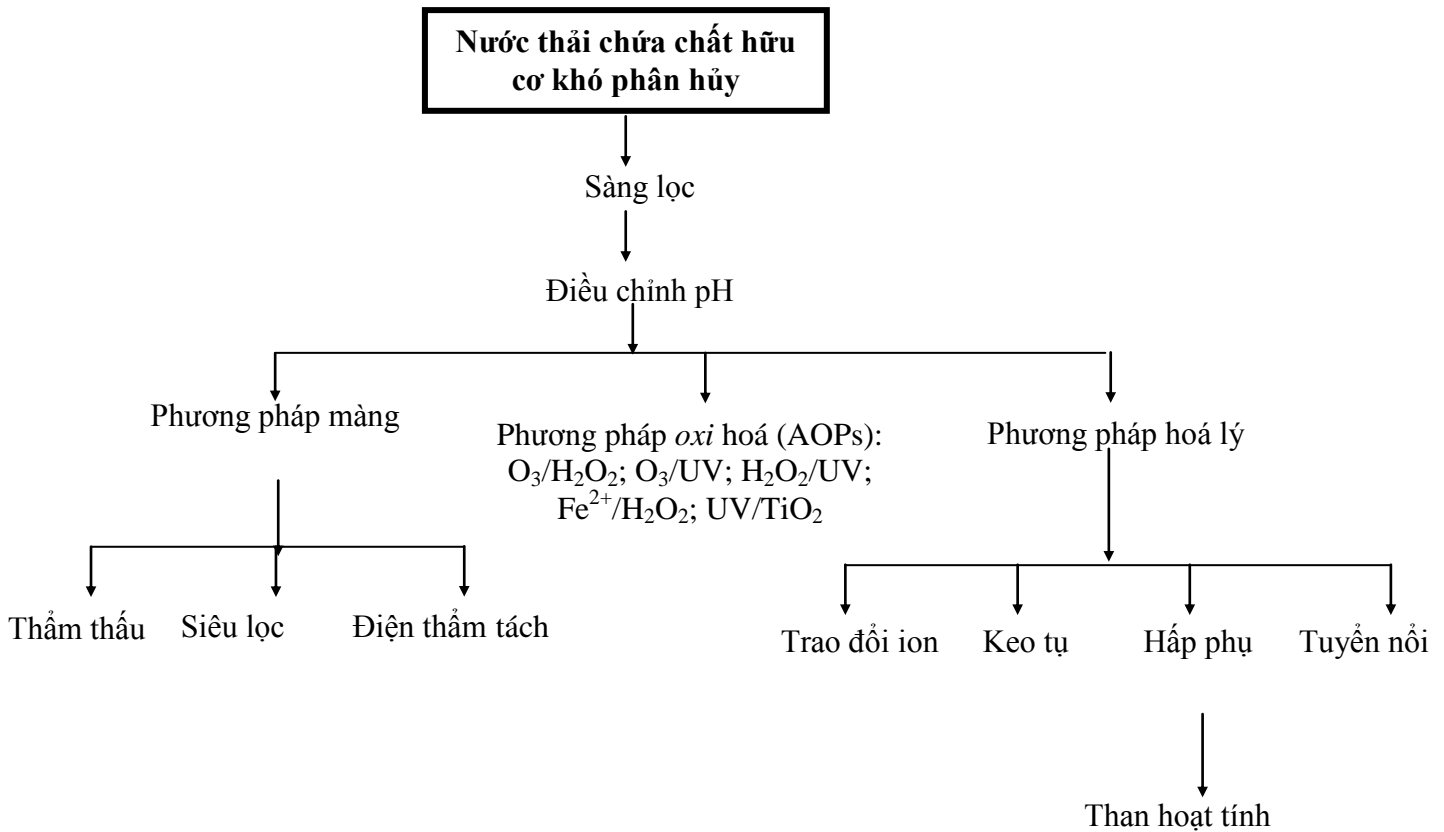 Nước thải chứa chất hữu
cơ khó phân hủy
Sàng lọc
Điều chỉnh pH
Phương pháp màng
Phương pháp oxi hoá (AOPs):
O₃/H₂O₂; O₃/UV; H₂O₂/UV;
Fe²⁺/H₂O₂; UV/TiO₂
Phương pháp hoá lý
Thẩm thấu
Siêu lọc
Điện thẩm tách
Trao đổi ion
Keo tụ
Hấp phụ
Tuyển nổi
Than hoạt tính